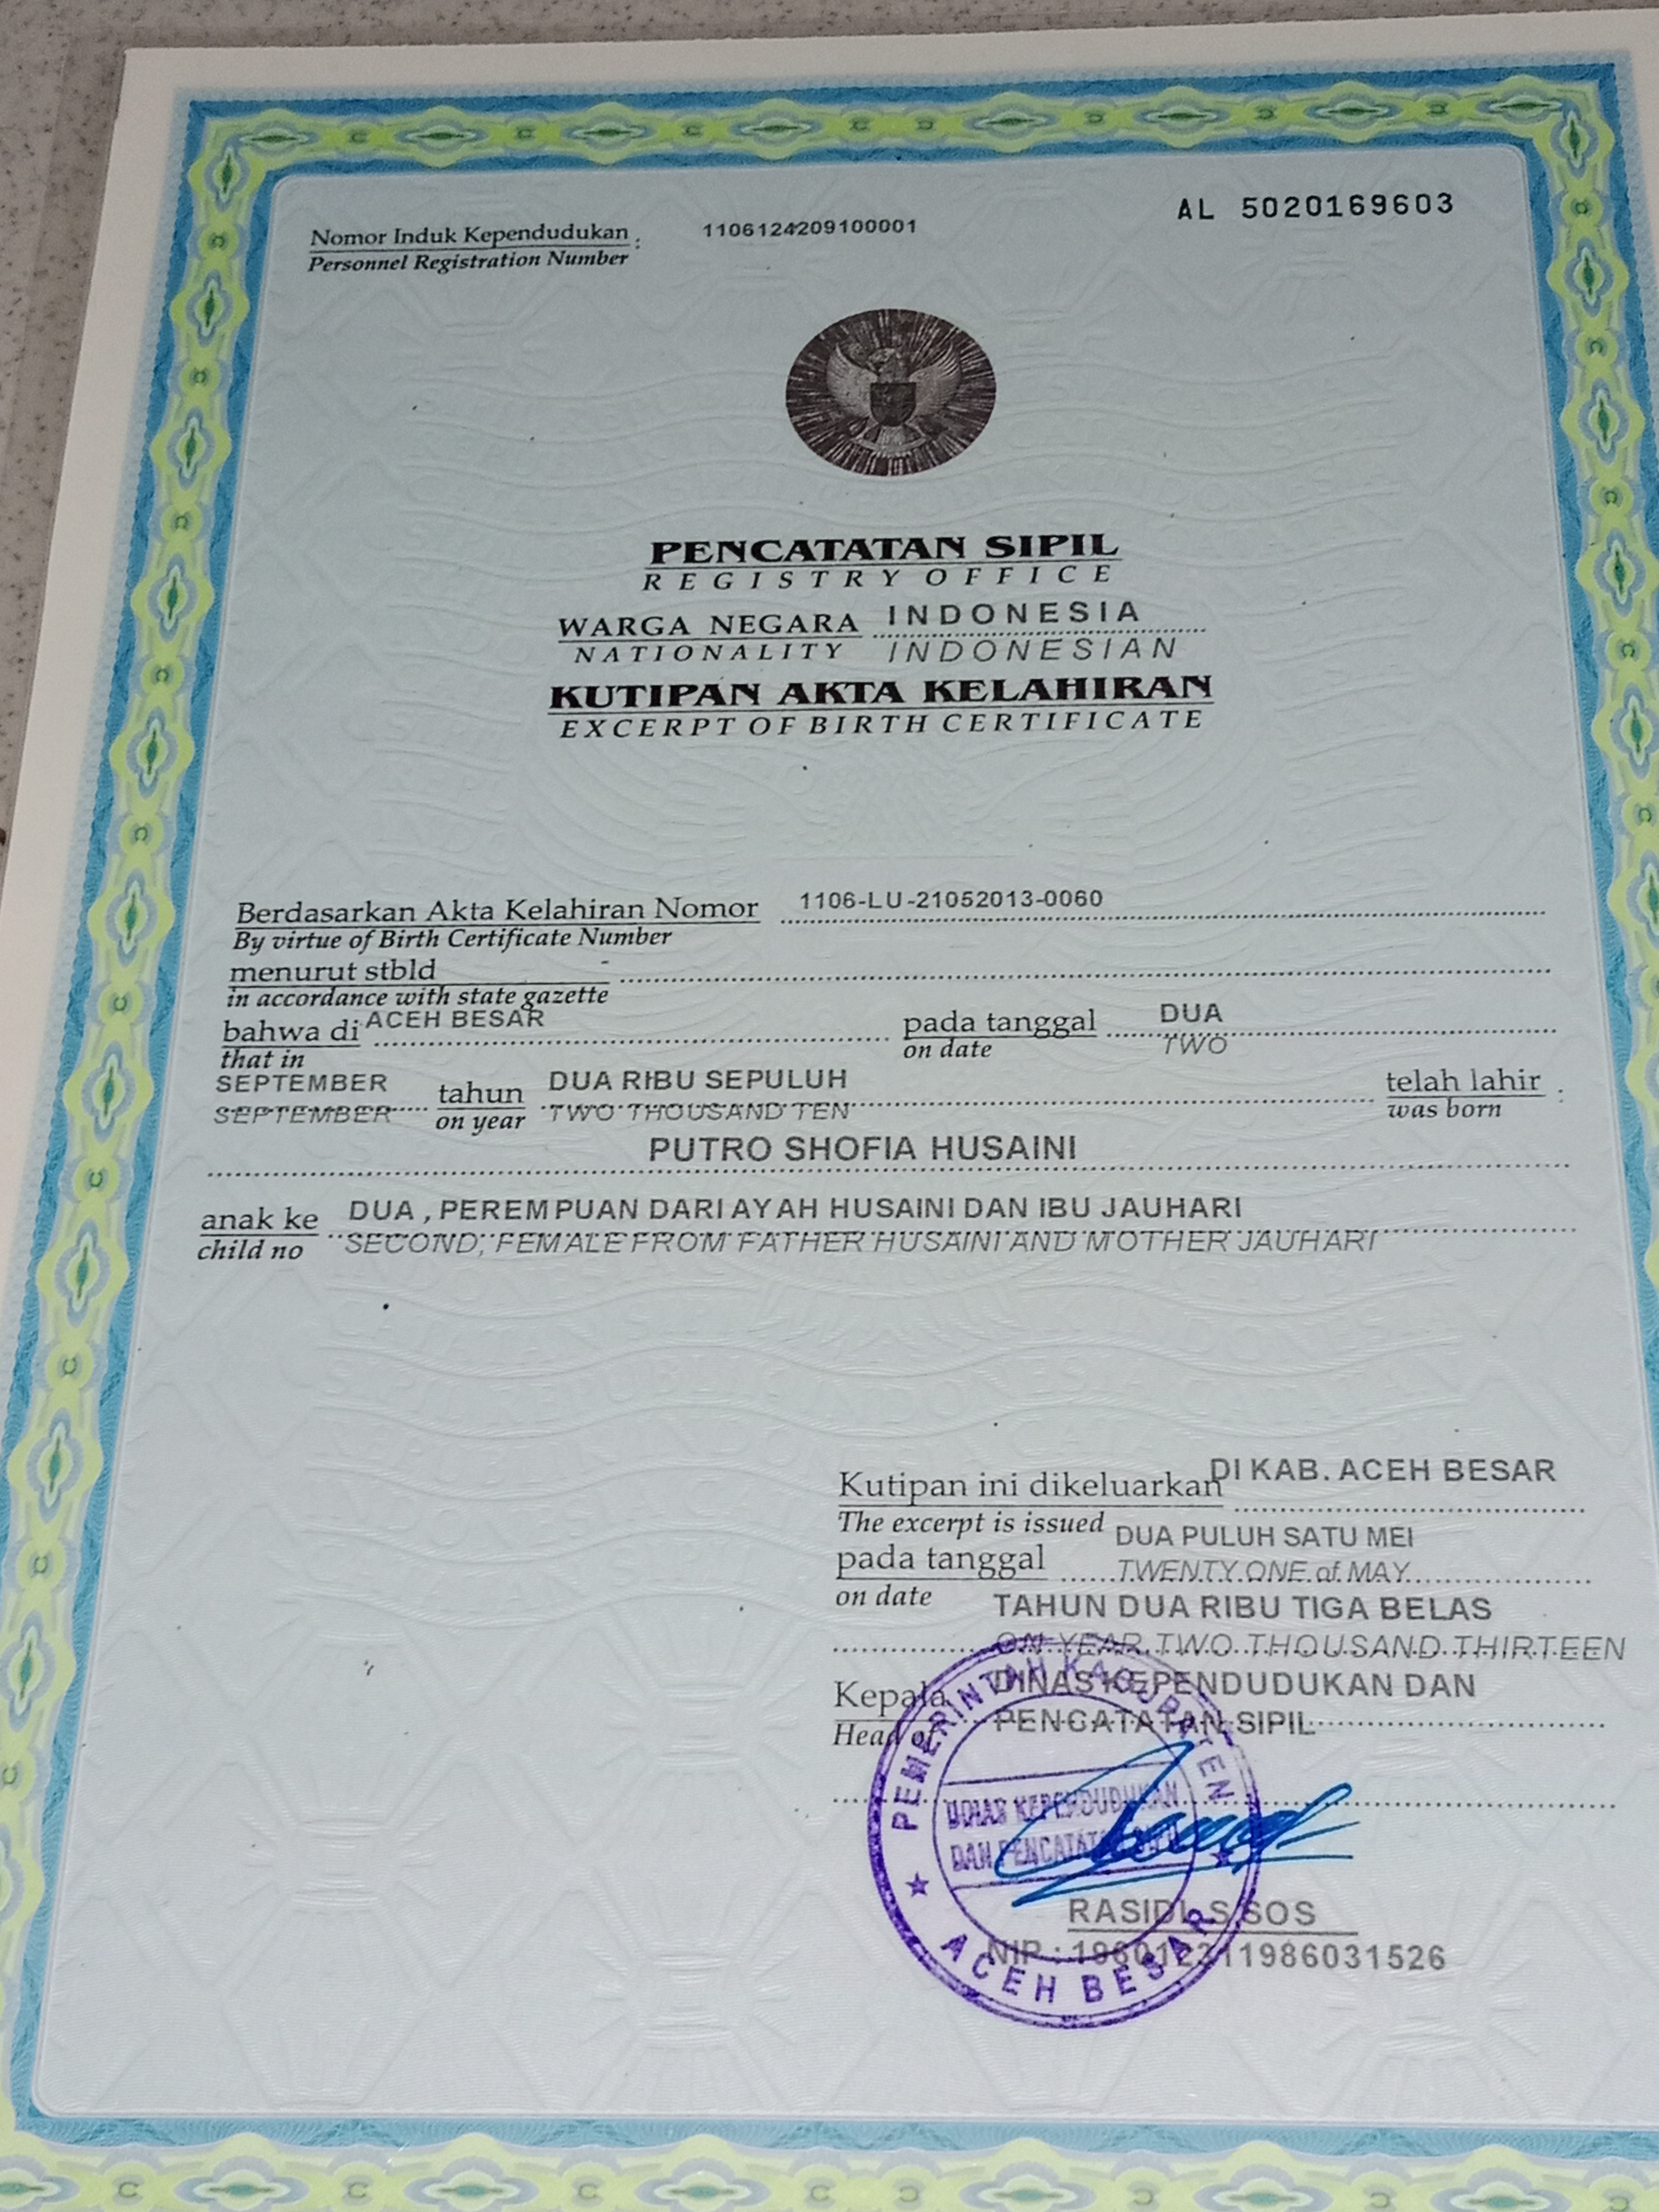 AL 5020169603
Nomor Induk Kependudukan : 1106124209100001
Personnel Registration Number
PENCATATAN SIPIL
REGISTRY OFFICE
WARGA NEGARA INDONESIA
NATIONALITY INDONESIAN
KUTIPAN AKTA KELAHIRAN
EXCERPT OF BIRTH CERTIFICATE
Berdasarkan Akta Kelahiran Nomor 1106-LU-21052013-0060
By virtue of Birth Certificate Number
menurut stbld -
in accordance with state gazette
bahwa di ACEH BESAR pada tanggal DUA
that in on date TWO
SEPTEMBER tahun DUA RIBU SEPULUH telah lahir :
SEPTEMBER on year TWO THOUSAND TEN was born
PUTRO SHOFIA HUSAINI
anak ke DUA , PEREMPUAN DARI AYAH HUSAINI DAN IBU JAUHARI
child no SECOND, FEMALE FROM FATHER HUSAINI AND MOTHER JAUHARI
Kutipan ini dikeluarkan DI KAB. ACEH BESAR
The excerpt is issued
pada tanggal DUA PULUH SATU MEI
on date TWENTY ONE of MAY
TAHUN DUA RIBU TIGA BELAS
ON YEAR TWO THOUSAND THIRTEEN
Kepala DINAS KEPENDUDUKAN DAN
Head of PENCATATAN SIPIL
PEMERINTAH KABUPATEN
DINAS KEPENDUDUKAN
DAN PENCATATAN SIPIL
ACEH BESAR
RASIDI, S.SOS
NIP :